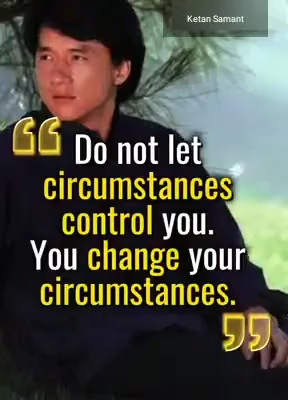 Ketan Samant
“ Do not let
circumstances
control you.
You change your
circumstances. ”